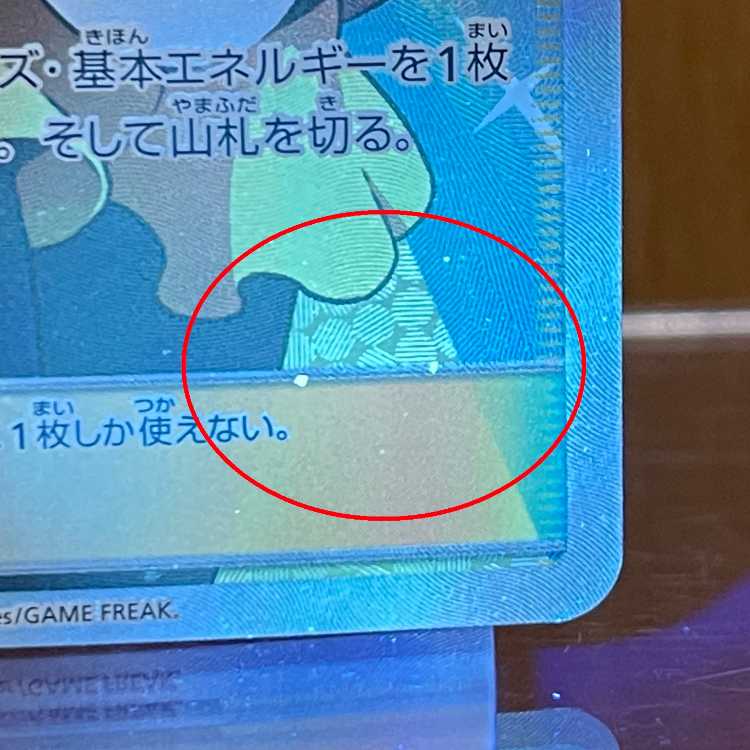 ズ・基本エネルギーを1枚
。そして山札を切る。
1枚しか使えない。
es/GAME FREAK.